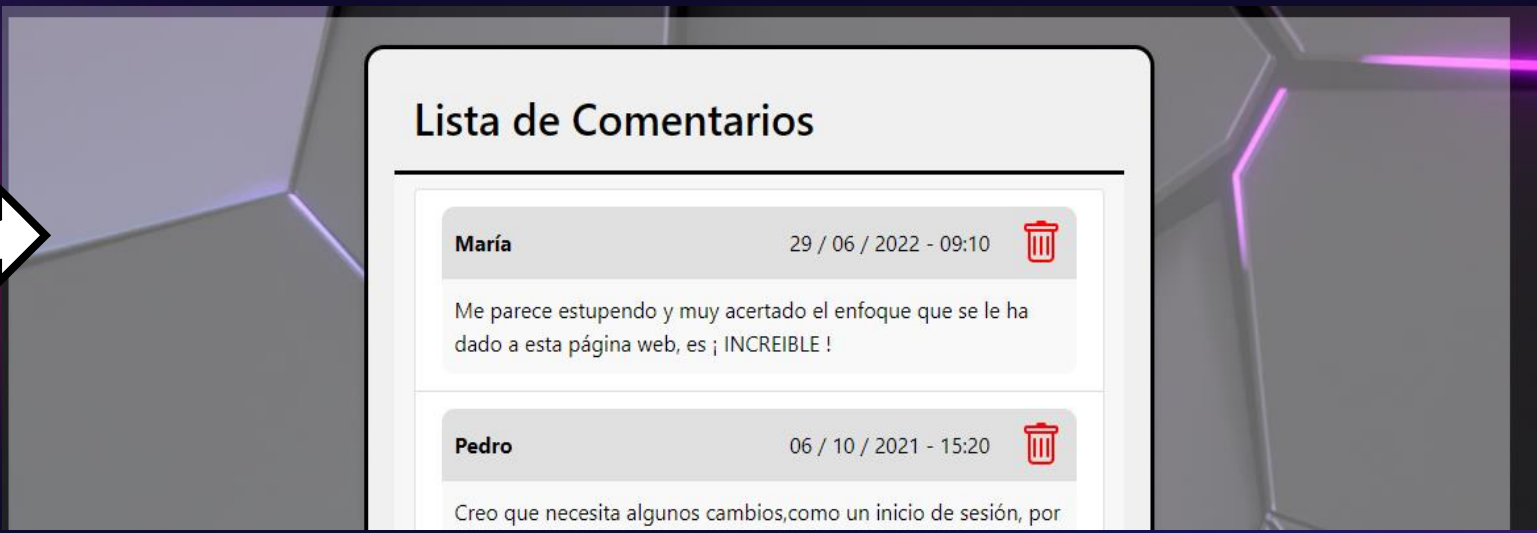 Lista de Comentarios
María 29 / 06 / 2022 - 09:10
Me parece estupendo y muy acertado el enfoque que se le ha
dado a esta página web, es ¡ INCREIBLE !
Pedro 06 / 10 / 2021 - 15:20
Creo que necesita algunos cambios,como un inicio de sesión, por